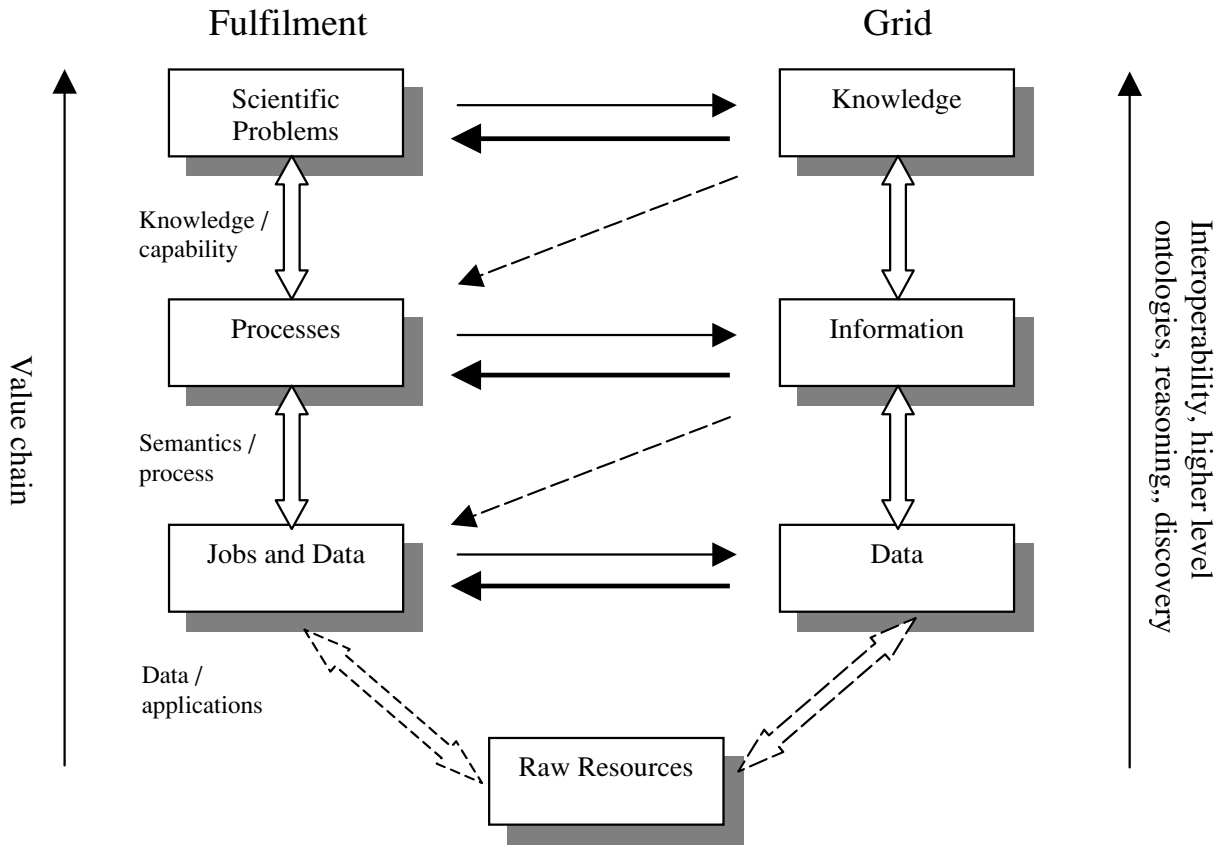 Fulfilment
Grid
Scientific
Problems
Knowledge
Knowledge /
capability
Processes
Information
Value chain
Interoperability, higher level
ontologies, reasoning,, discovery
Semantics /
process
Jobs and Data
Data
Data /
applications
Raw Resources